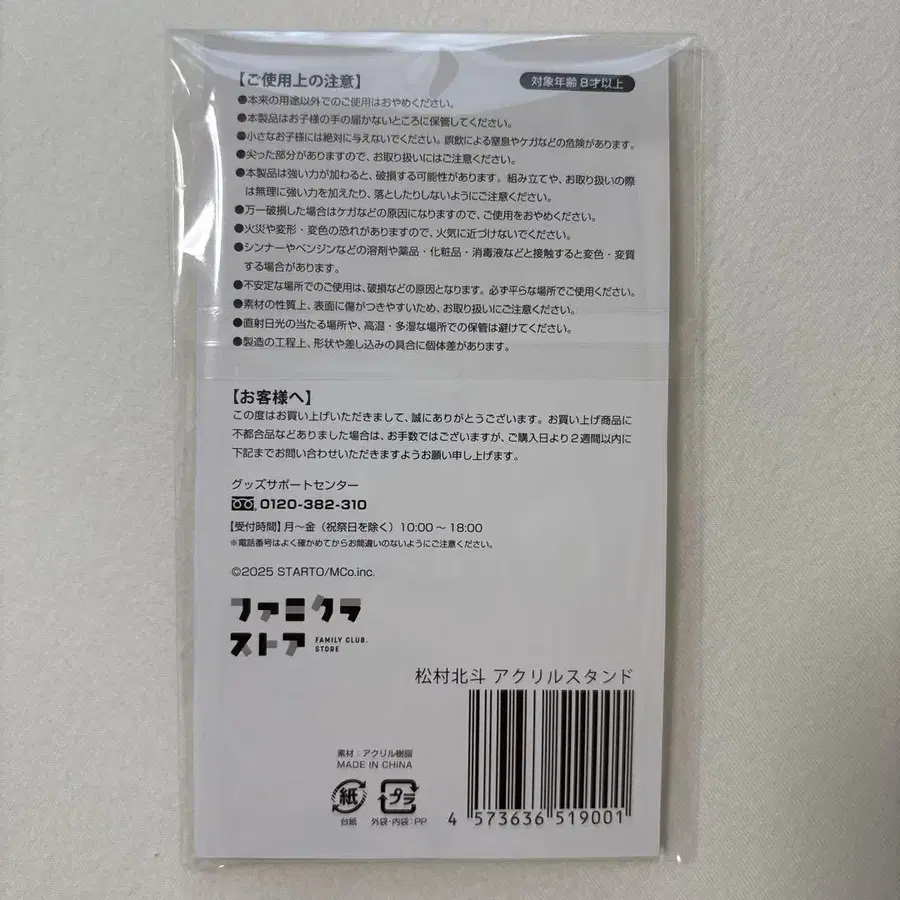 【ご使用上の注意】
対象年齢8才以上
●本来の用途以外でのご使用はおやめください。
●本製品はお子様の手の届かないところに保管してください。
●小さなお子様には絶対に与えないでください。誤飲による窒息やケガなどの危険があります。
●尖った部分がありますので、お取り扱いにはご注意ください。
●本製品は強い力が加わると、破損する可能性があります。組み立てや、お取り扱いの際
は無理に強い力を加えたり、落としたりしないようにご注意ください。
●万一破損した場合はケガなどの原因になりますので、ご使用をおやめください。
●火災や変形・変色の恐れがありますので、火気に近づけないでください。
●シンナーやベンジンなどの溶剤や薬品・化粧品・消毒液などと接触すると変色・変質
する場合があります。
●不安定な場所でのご使用は、破損などの原因となります。必ず平らな場所でご使用ください。
●素材の性質上、表面に傷がつきやすいため、お取り扱いにご注意ください。
●直射日光の当たる場所や、高温・多湿な場所での保管は避けてください。
●製造の工程上、形状や差し込みの具合に個体差があります。
【お客様へ】
この度はお買い上げいただきまして、誠にありがとうございます。お買い上げ商品に
不都合品などありました場合は、お手数ではございますが、ご購入日より2週間以内に
下記までお問い合わせいただきますようお願い申し上げます。
グッズサポートセンター
0120-382-310
【受付時間】月～金（祝祭日を除く）10:00～18:00
※電話番号はよく確かめてからお間違いのないようにご注意ください。
©2025 STARTO/MCo.inc.
ファミクラ
ストア FAMILY CLUB. STORE
松村北斗 アクリルスタンド
素材：アクリル樹脂
MADE IN CHINA
紙 プラ
台紙 外袋・内袋：PP
4 573636 519001